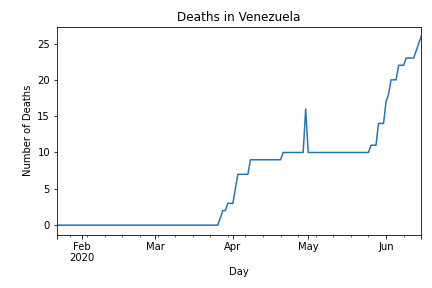 Deaths in Venezuela
Number of Deaths
25
20
15
10
5
0
Feb
2020
Mar
Apr
May
Jun
Day